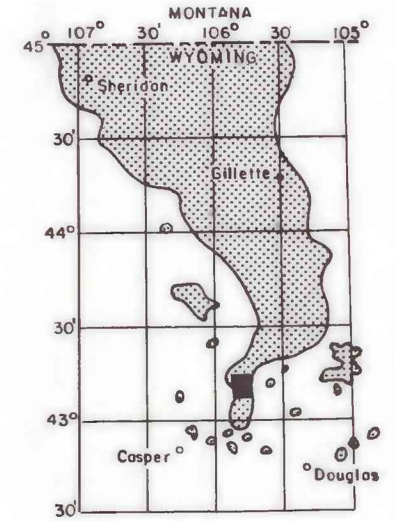 MONTANA
45° 107° 30' 106° 30' 105°
WYOMING
Sheridan
30'
Gillette
44°
30'
43°
Casper
Douglas
30'